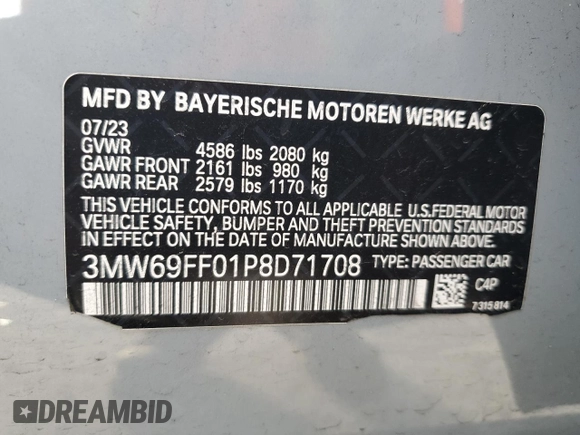 MFD BY BAYERISCHE MOTOREN WERKE AG
07/23
GVWR 4586 lbs 2080 kg
GAWR FRONT 2161 lbs 980 kg
GAWR REAR 2579 lbs 1170 kg
THIS VEHICLE CONFORMS TO ALL APPLICABLE U.S.FEDERAL MOTOR
VEHICLE SAFETY, BUMPER AND THEFT PREVENTION STANDARDS
IN EFFECT ON THE DATE OF MANUFACTURE SHOWN ABOVE.
3MW69FF01P8D71708 TYPE: PASSENGER CAR
C4P
7315814
DREAMBID